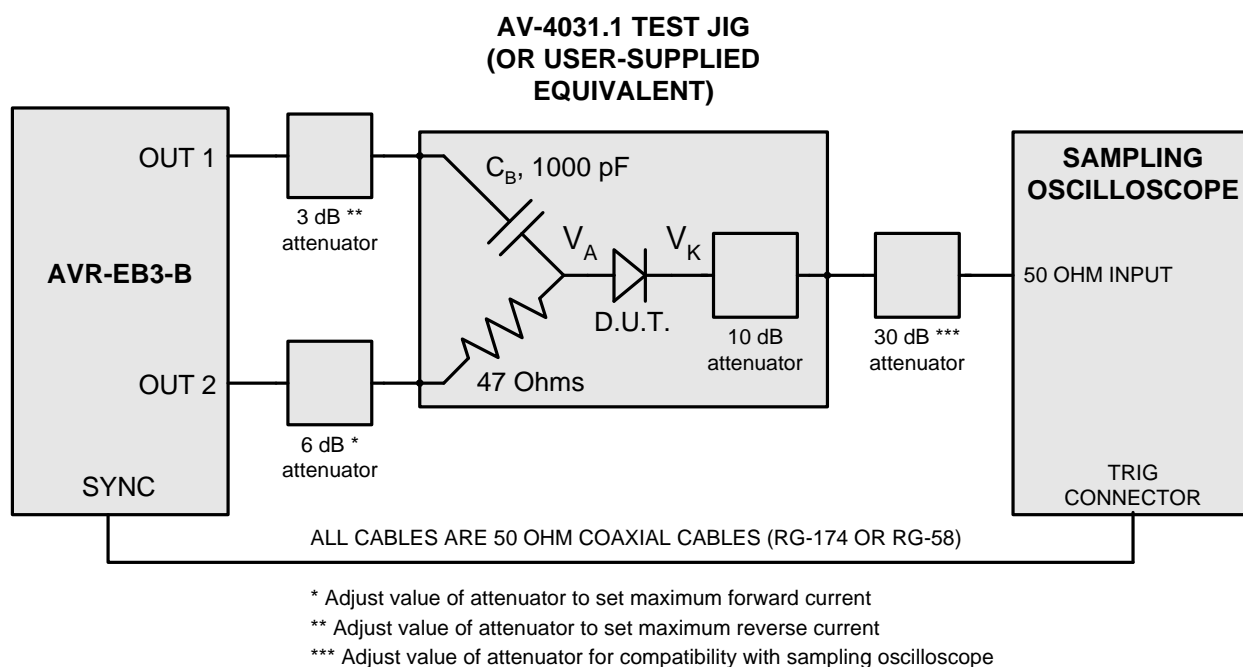 AV-4031.1 TEST JIG
(OR USER-SUPPLIED
EQUIVALENT)
OUT 1
3 dB **
attenuator
AVR-EB3-B
OUT 2
6 dB *
attenuator
SYNC
CB, 1000 pF
VA
VK
D.U.T.
47 Ohms
10 dB
attenuator
30 dB ***
attenuator
SAMPLING
OSCILLOSCOPE
50 OHM INPUT
TRIG
CONNECTOR
ALL CABLES ARE 50 OHM COAXIAL CABLES (RG-174 OR RG-58)
* Adjust value of attenuator to set maximum forward current
** Adjust value of attenuator to set maximum reverse current
*** Adjust value of attenuator for compatibility with sampling oscilloscope